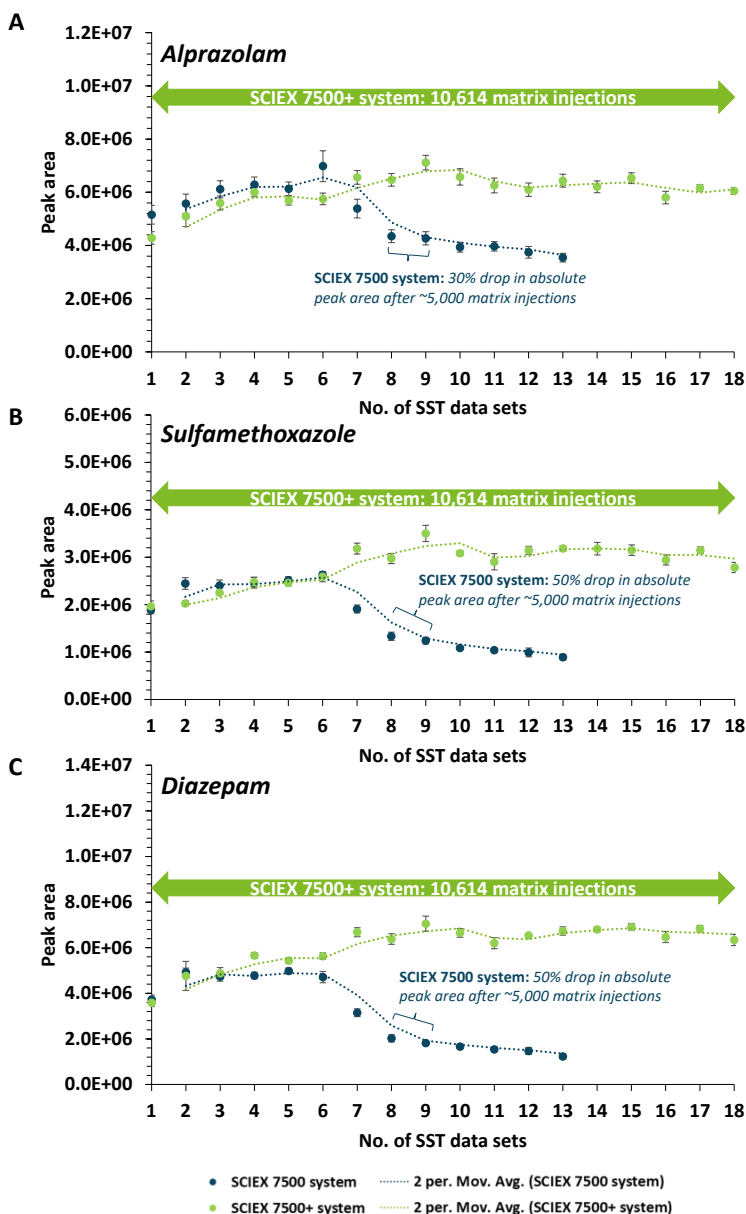 A
Alprazolam
1.2E+07
1.0E+07
8.0E+06
6.0E+06
4.0E+06
2.0E+06
0.0E+00
Peak area
SCIEX 7500+ system: 10,614 matrix injections
SCIEX 7500 system: 30% drop in absolute
peak area after ~5,000 matrix injections
1 2 3 4 5 6 7 8 9 10 11 12 13 14 15 16 17 18
No. of SST data sets
B
Sulfamethoxazole
6.0E+06
5.0E+06
4.0E+06
3.0E+06
2.0E+06
1.0E+06
0.0E+00
Peak area
SCIEX 7500+ system: 10,614 matrix injections
SCIEX 7500 system: 50% drop in absolute
peak area after ~5,000 matrix injections
1 2 3 4 5 6 7 8 9 10 11 12 13 14 15 16 17 18
No. of SST data sets
C
Diazepam
1.4E+07
1.2E+07
1.0E+07
8.0E+06
6.0E+06
4.0E+06
2.0E+06
0.0E+00
Peak area
SCIEX 7500+ system: 10,614 matrix injections
SCIEX 7500 system: 50% drop in absolute
peak area after ~5,000 matrix injections
1 2 3 4 5 6 7 8 9 10 11 12 13 14 15 16 17 18
No. of SST data sets
SCIEX 7500 system 2 per. Mov. Avg. (SCIEX 7500 system)
SCIEX 7500+ system 2 per. Mov. Avg. (SCIEX 7500+ system)